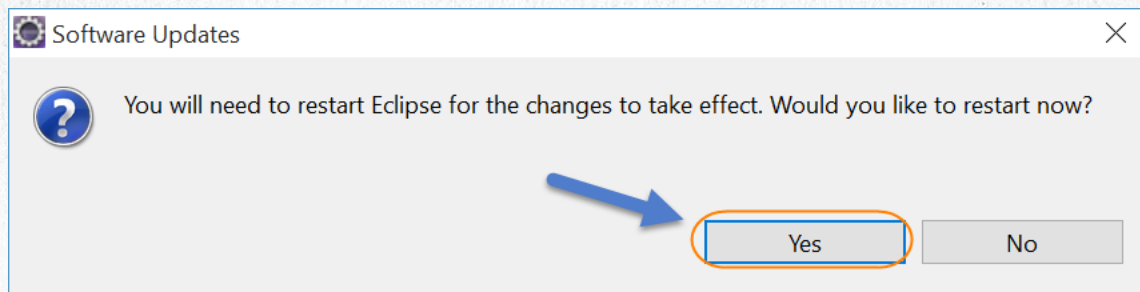 Software Updates
You will need to restart Eclipse for the changes to take effect. Would you like to restart now?
Yes
No